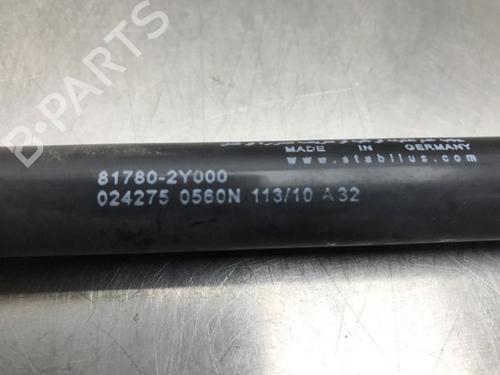 MADE IN GERMANY
www.stabilus.com
81780-2Y000
024275 0560N 113/10 A32
B-PARTS